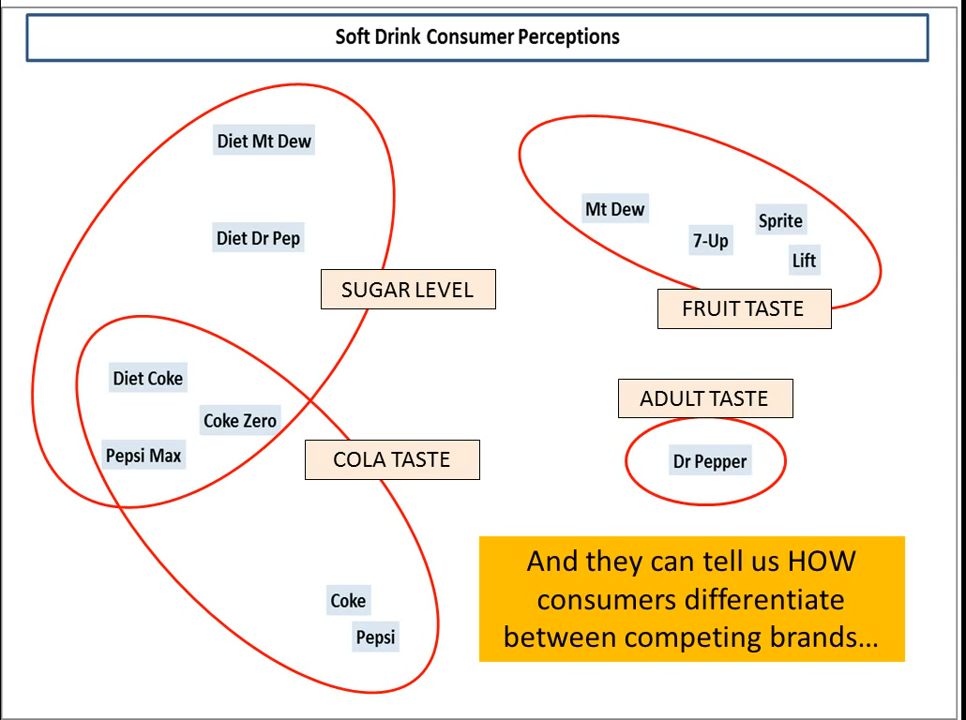 Soft Drink Consumer Perceptions
Diet Mt Dew
Diet Dr Pep
SUGAR LEVEL
Mt Dew
Sprite
7-Up
Lift
FRUIT TASTE
Diet Coke
Coke Zero
Pepsi Max
COLA TASTE
ADULT TASTE
Dr Pepper
Coke
Pepsi
And they can tell us HOW
consumers differentiate
between competing brands...